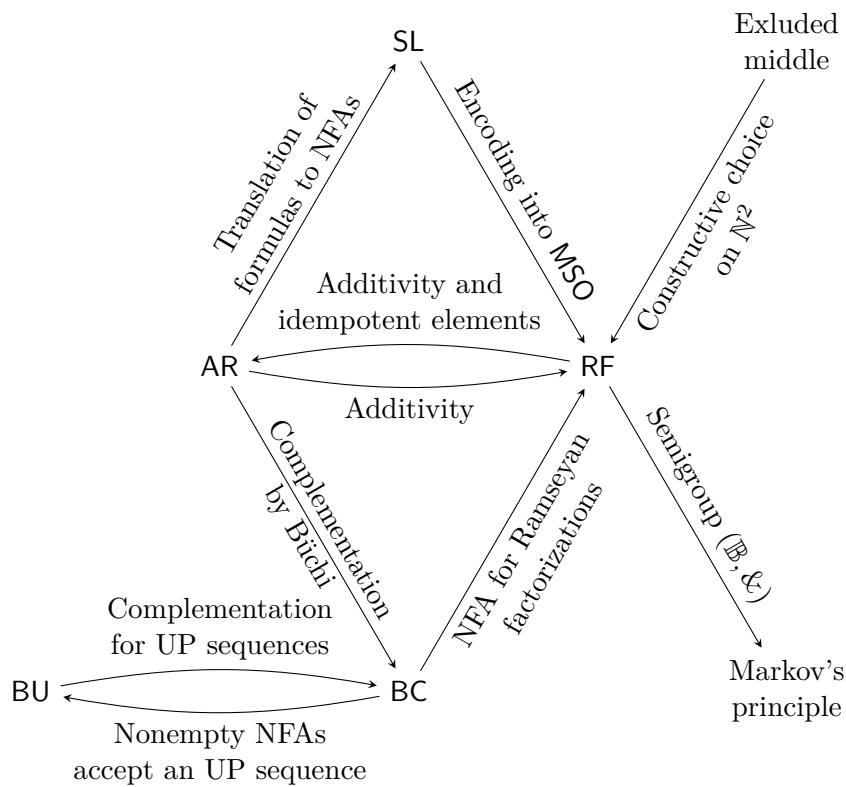 SL
Exluded
middle
Translation of
formulas to NFAs
Encoding into MSO
Constructive choice
on ℕ²
Additivity and
idempotent elements
AR
RF
Additivity
Complementation
by Büchi
NFA for Ramseyan
factorizations
Semigroup (𝔹, &)
Complementation
for UP sequences
BU
BC
Markov's
principle
Nonempty NFAs
accept an UP sequence